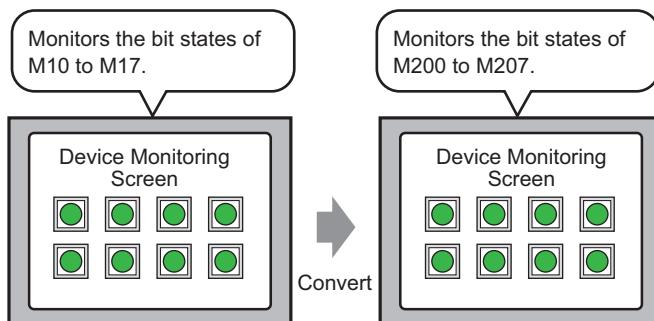 Monitors the bit states of
M10 to M17.
Monitors the bit states of
M200 to M207.
Device Monitoring
Screen
Convert
Device Monitoring
Screen